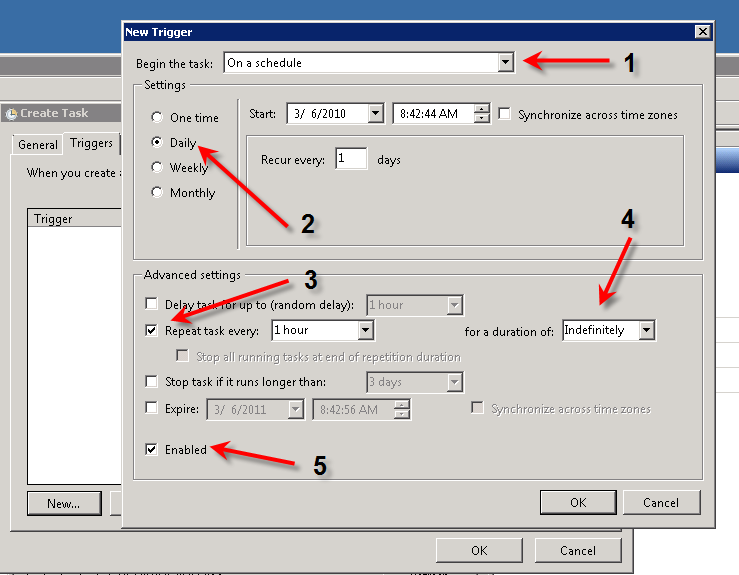 New Trigger
Begin the task: On a schedule 1
Settings
Create Task
One time Start: 3/ 6/2010 8:42:44 AM Synchronize across time zones
General Triggers Daily
Recur every: 1 days
When you create Weekly
Monthly
Trigger 2 4
Advanced settings 3
Delay task for up to (random delay): 1 hour
Repeat task every: 1 hour for a duration of: Indefinitely
Stop all running tasks at end of repetition duration
Stop task if it runs longer than: 3 days
Expire: 3/ 6/2011 8:42:56 AM Synchronize across time zones
Enabled 5
New... OK Cancel
OK Cancel